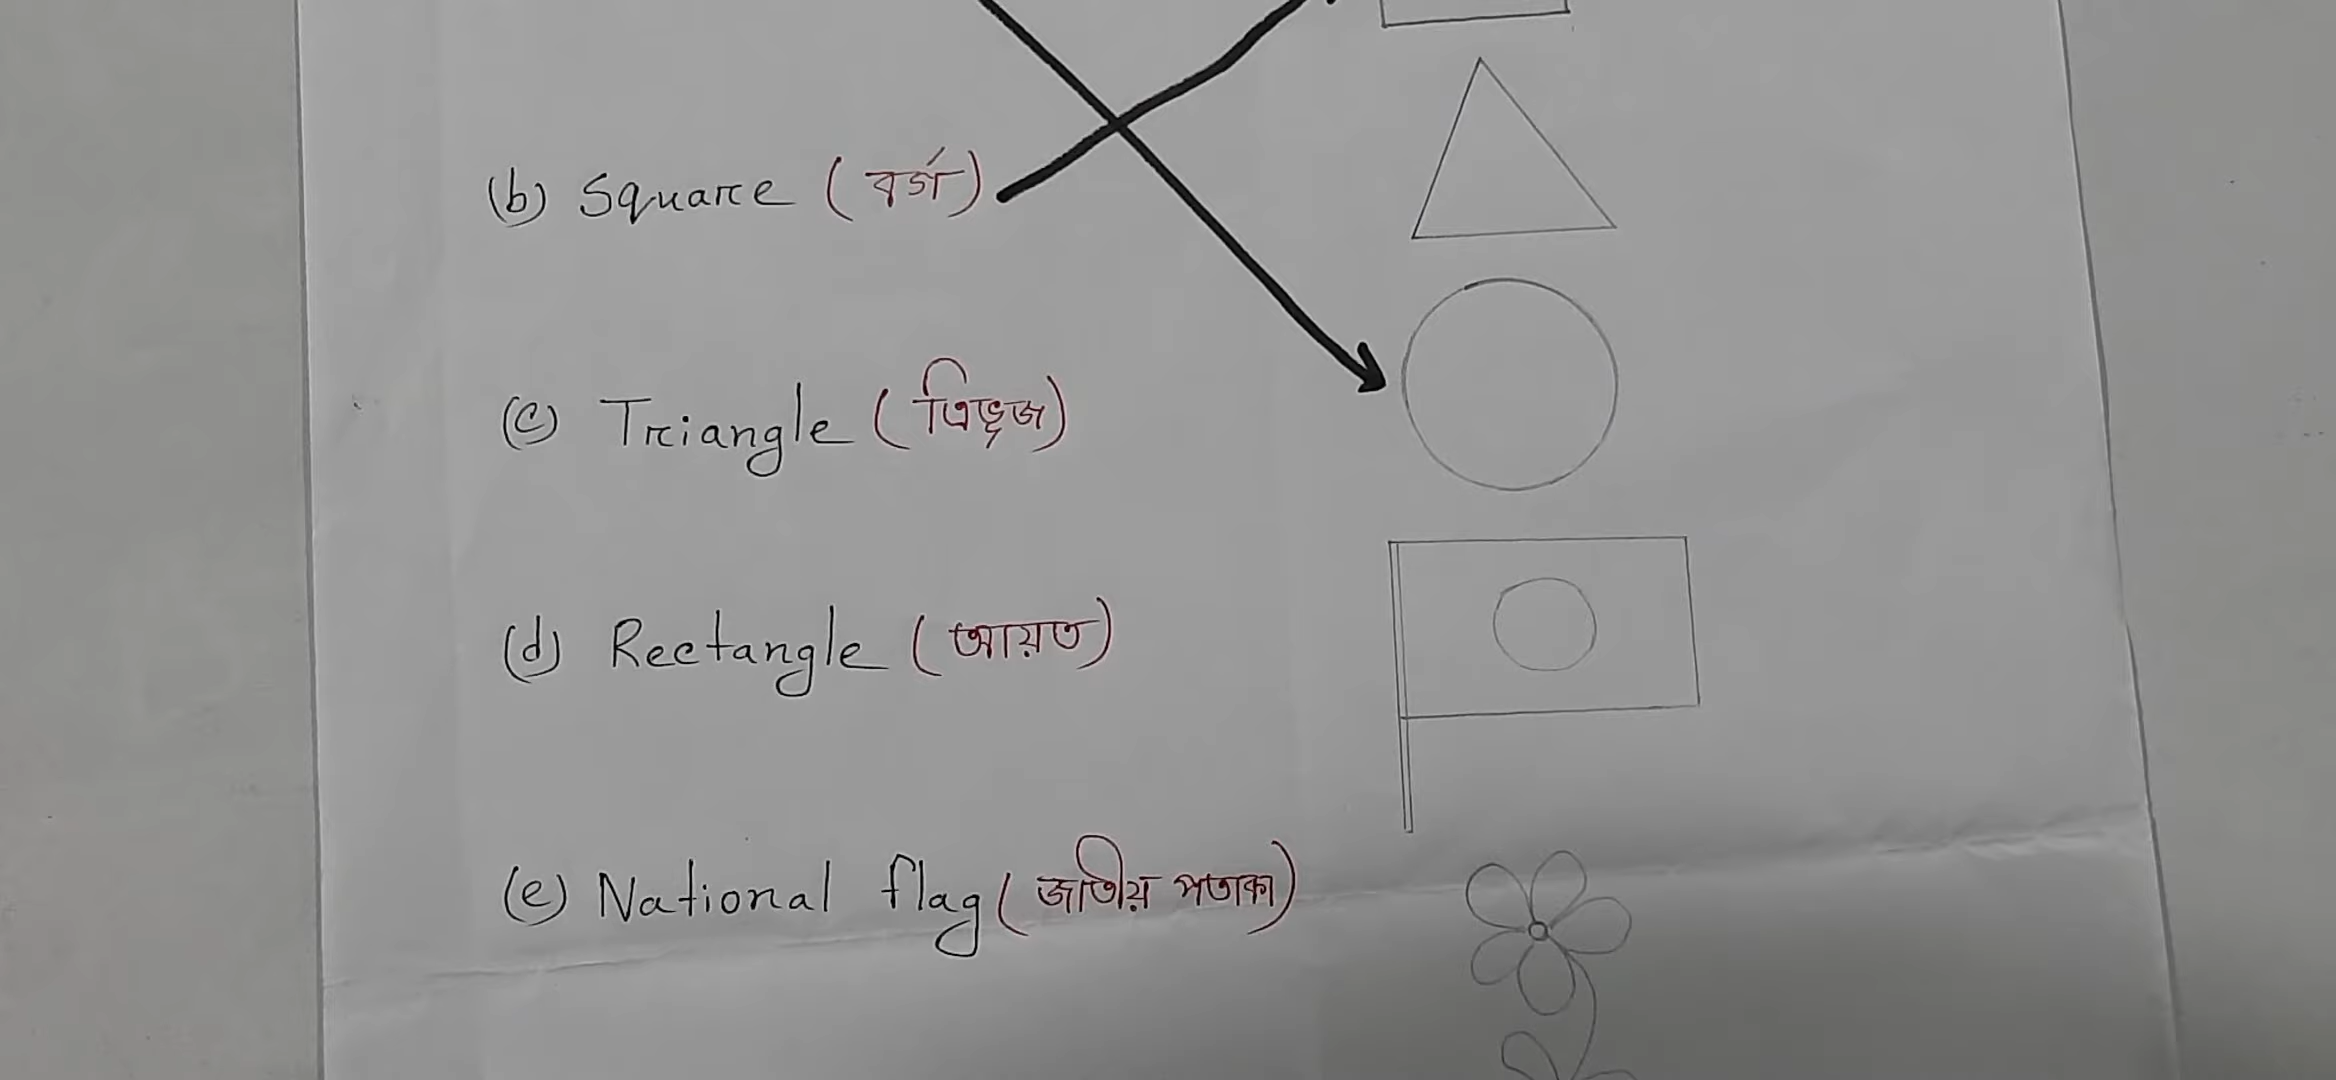 (b) Square (বর্গ)
(c) Triangle (ত্রিভূজ)
(d) Rectangle (আয়ত)
(e) National flag (জাতীয় পতাকা)